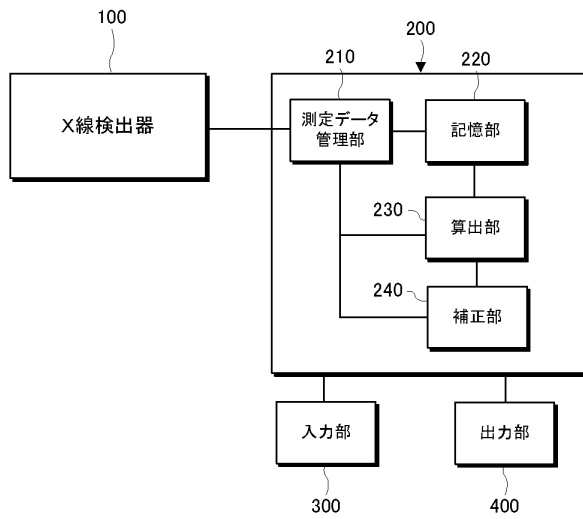 100
200
210
220
X線検出器
測定データ
管理部
記憶部
230
算出部
240
補正部
入力部
出力部
300
400